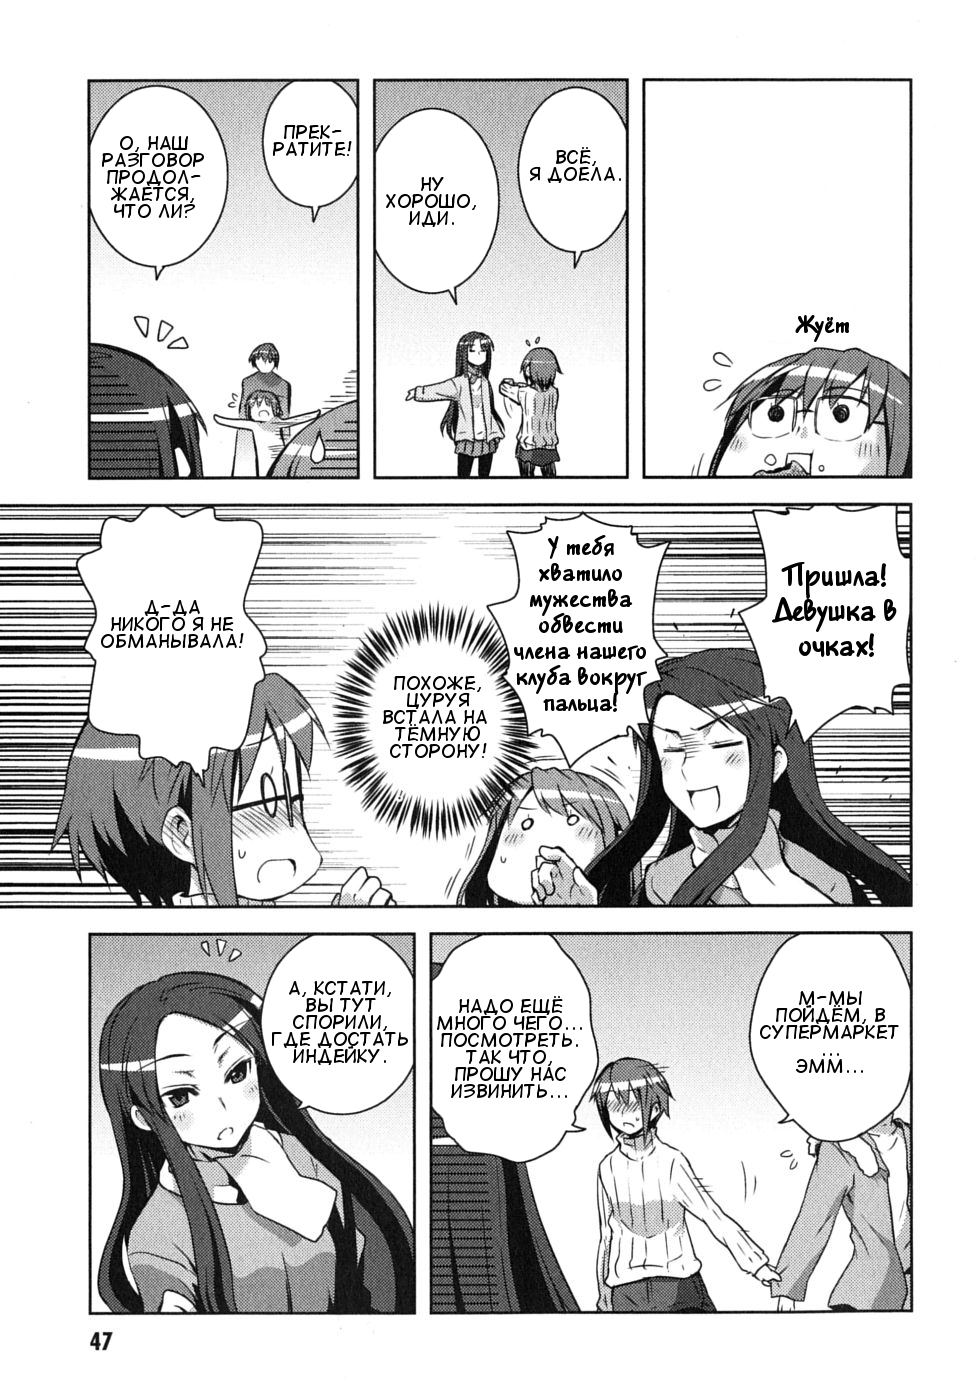 Жуёт
ВСЁ,
Я ДОЕЛА.
НУ
ХОРОШО,
ИДИ.
ПРЕК-
РАТИТЕ!
О, НАШ
РАЗГОВОР
ПРОДОЛ-
ЖАЕТСЯ,
ЧТО ЛИ?
Пришла!
Девушка в
очках!
У тебя
хватило
мужества
обвести
члена нашего
клуба вокруг
пальца!
ПОХОЖЕ,
ЦУРУЯ
ВСТАЛА НА
ТЁМНУЮ
СТОРОНУ!
Д-ДА
НИКОГО Я НЕ
ОБМАНЫВАЛА!
М-МЫ
ПОЙДЁМ, В
СУПЕРМАРКЕТ
...
ЭММ...
НАДО ЕЩЁ
МНОГО ЧЕГО...
ПОСМОТРЕТЬ.
ТАК ЧТО,
ПРОШУ НАС
ИЗВИНИТЬ...
А, КСТАТИ,
ВЫ ТУТ
СПОРИЛИ,
ГДЕ ДОСТАТЬ
ИНДЕЙКУ.
47